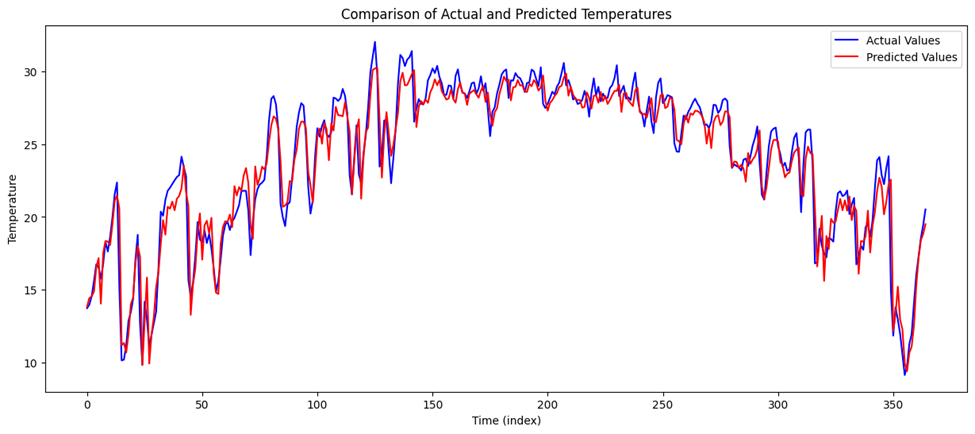 Comparison of Actual and Predicted Temperatures
Actual Values
Predicted Values
Temperature
30
25
20
15
10
0 50 100 150 200 250 300 350
Time (index)